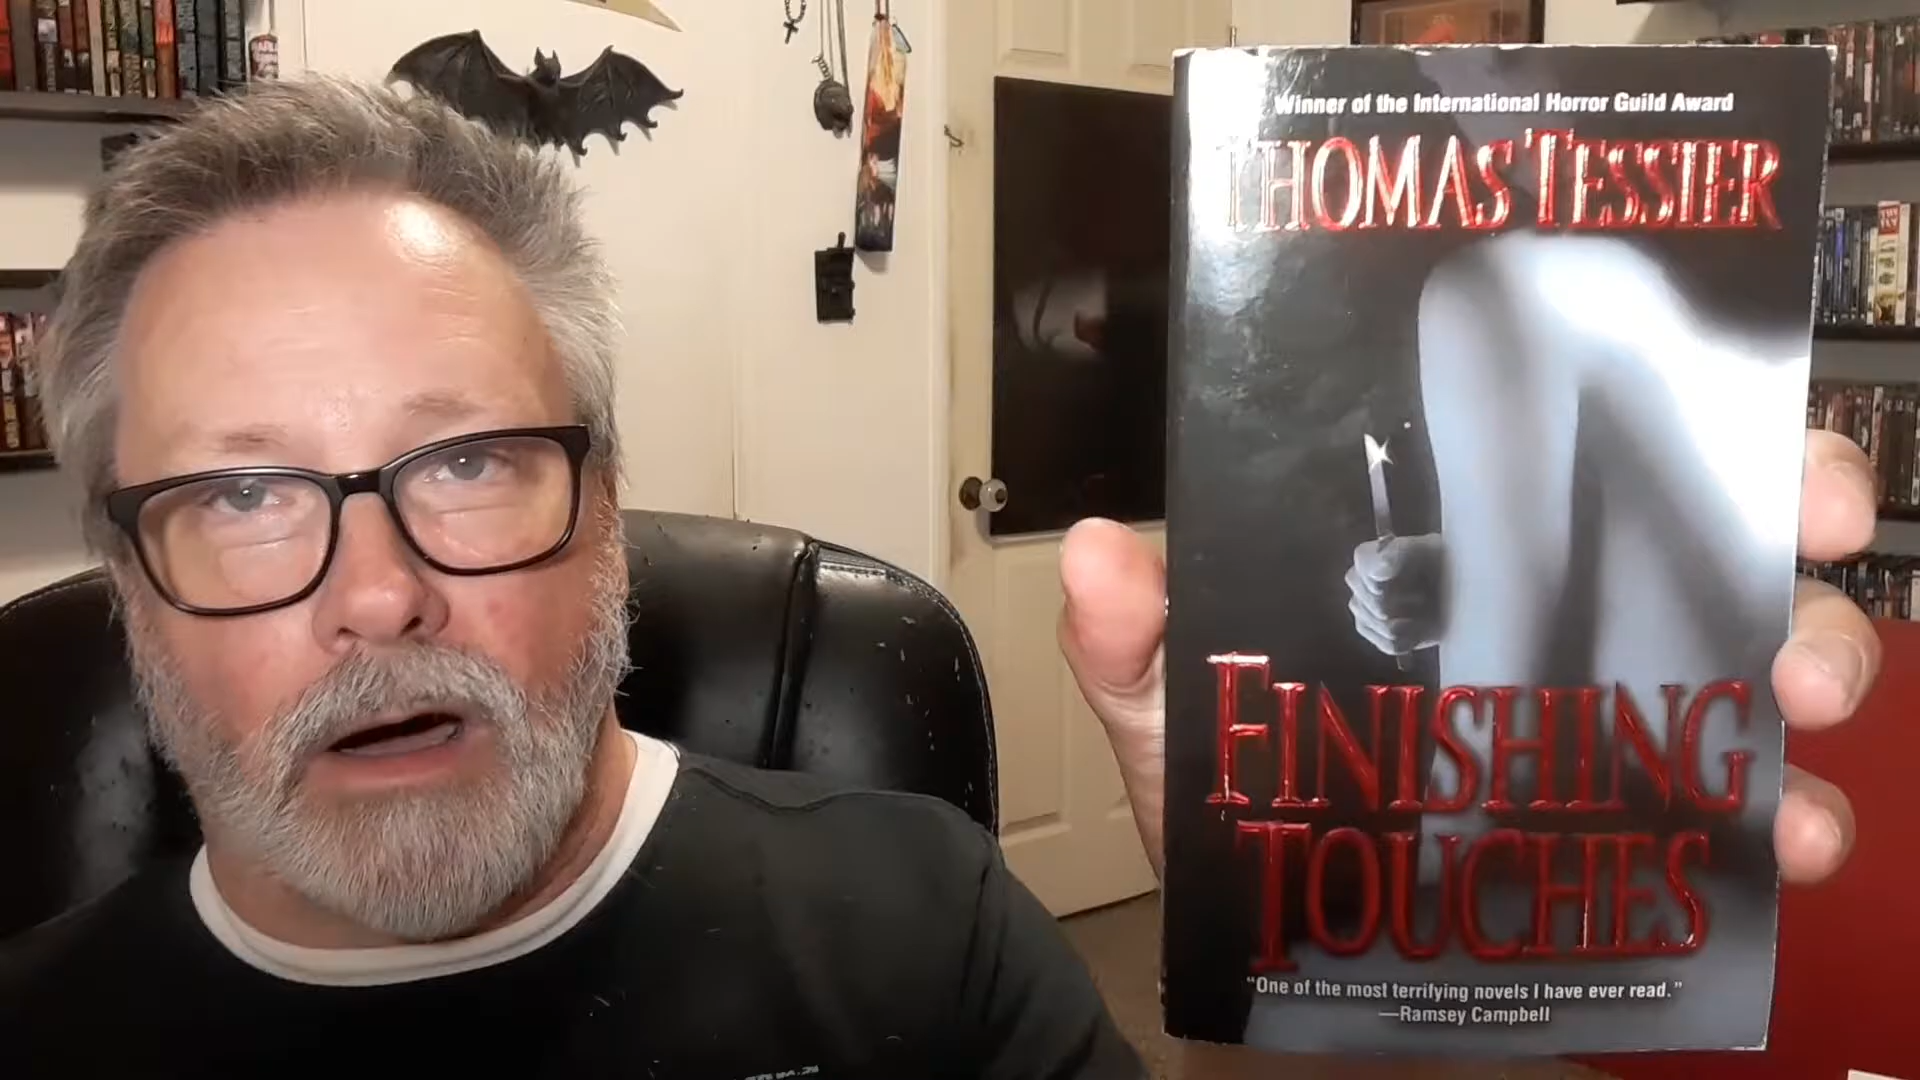 Winner of the International Horror Guild Award
THOMAS TESSIER
FINISHING
TOUCHES
"One of the most terrifying novels I have ever read."
—Ramsey Campbell